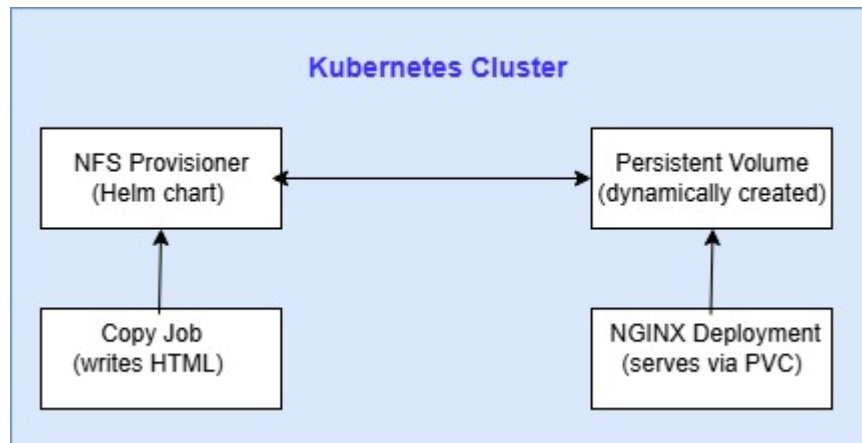 Kubernetes Cluster
NFS Provisioner
(Helm chart)
Persistent Volume
(dynamically created)
Copy Job
(writes HTML)
NGINX Deployment
(serves via PVC)